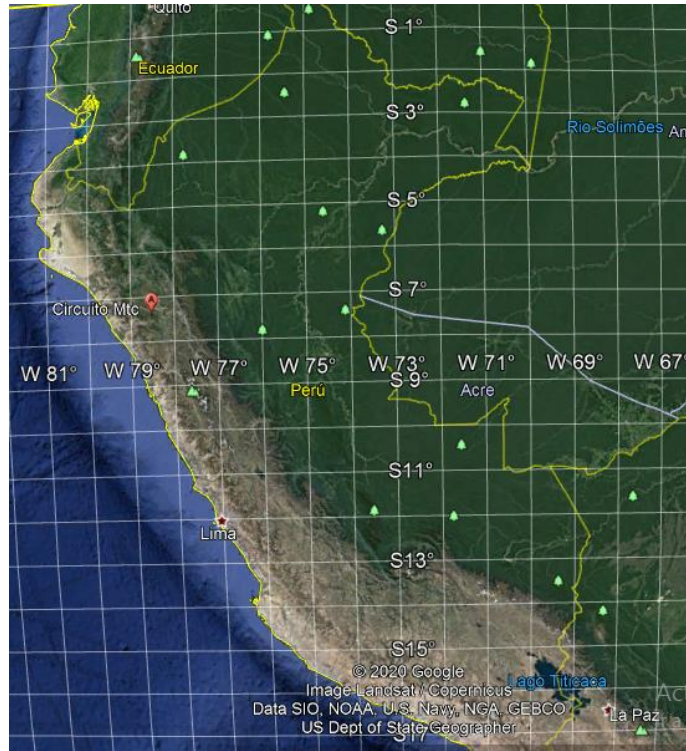 Quito
S 1°
Ecuador
S 3°
Rio Solimões
S 5°
S 7°
A
Circuito Mtc
W 81° W 79° W 77° W 75° W 73° W 71° W 69° W 67°
S 9°
Perú
Acre
S11°
Lima
S13°
S15°
© 2020 Google
Lago Titicaca
Image Landsat / Copernicus
Data SIO, NOAA, U.S. Navy, NGA, GEBCO
La Paz
US Dept of State Geographer
S17°